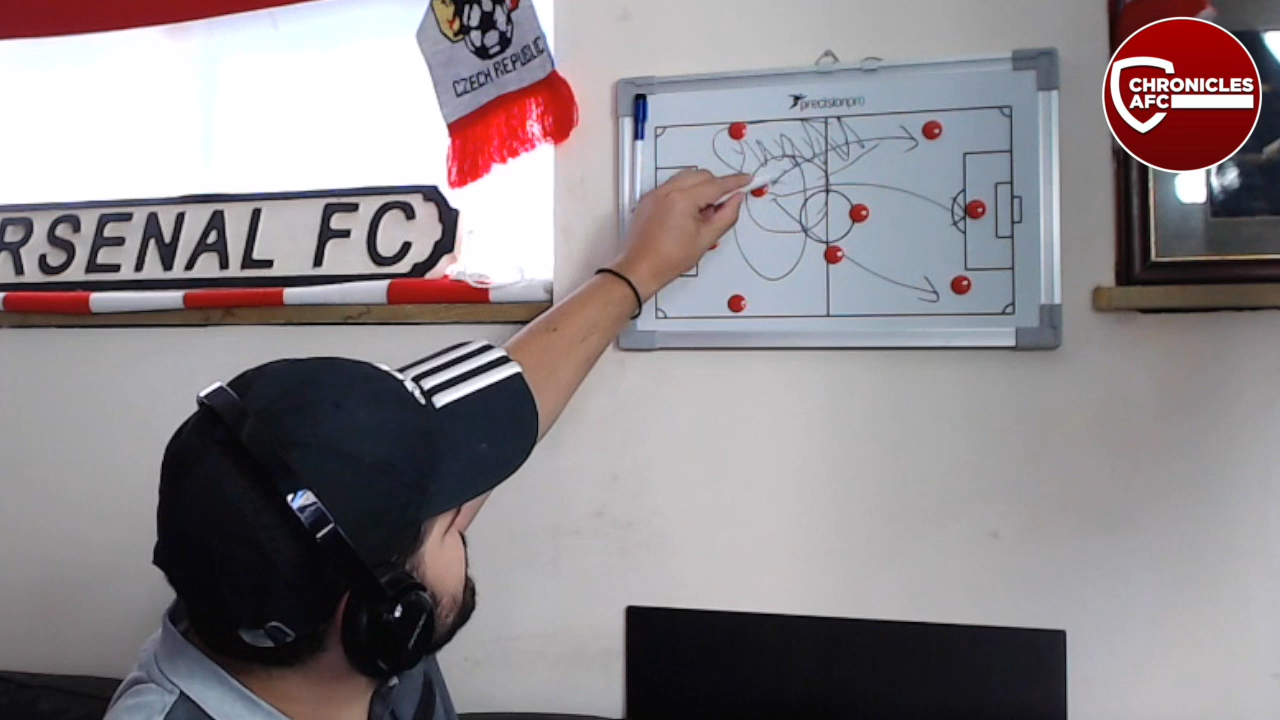 CZECH REPUBLIC
precisionpro
CHRONICLES
AFC
RSENAL FC